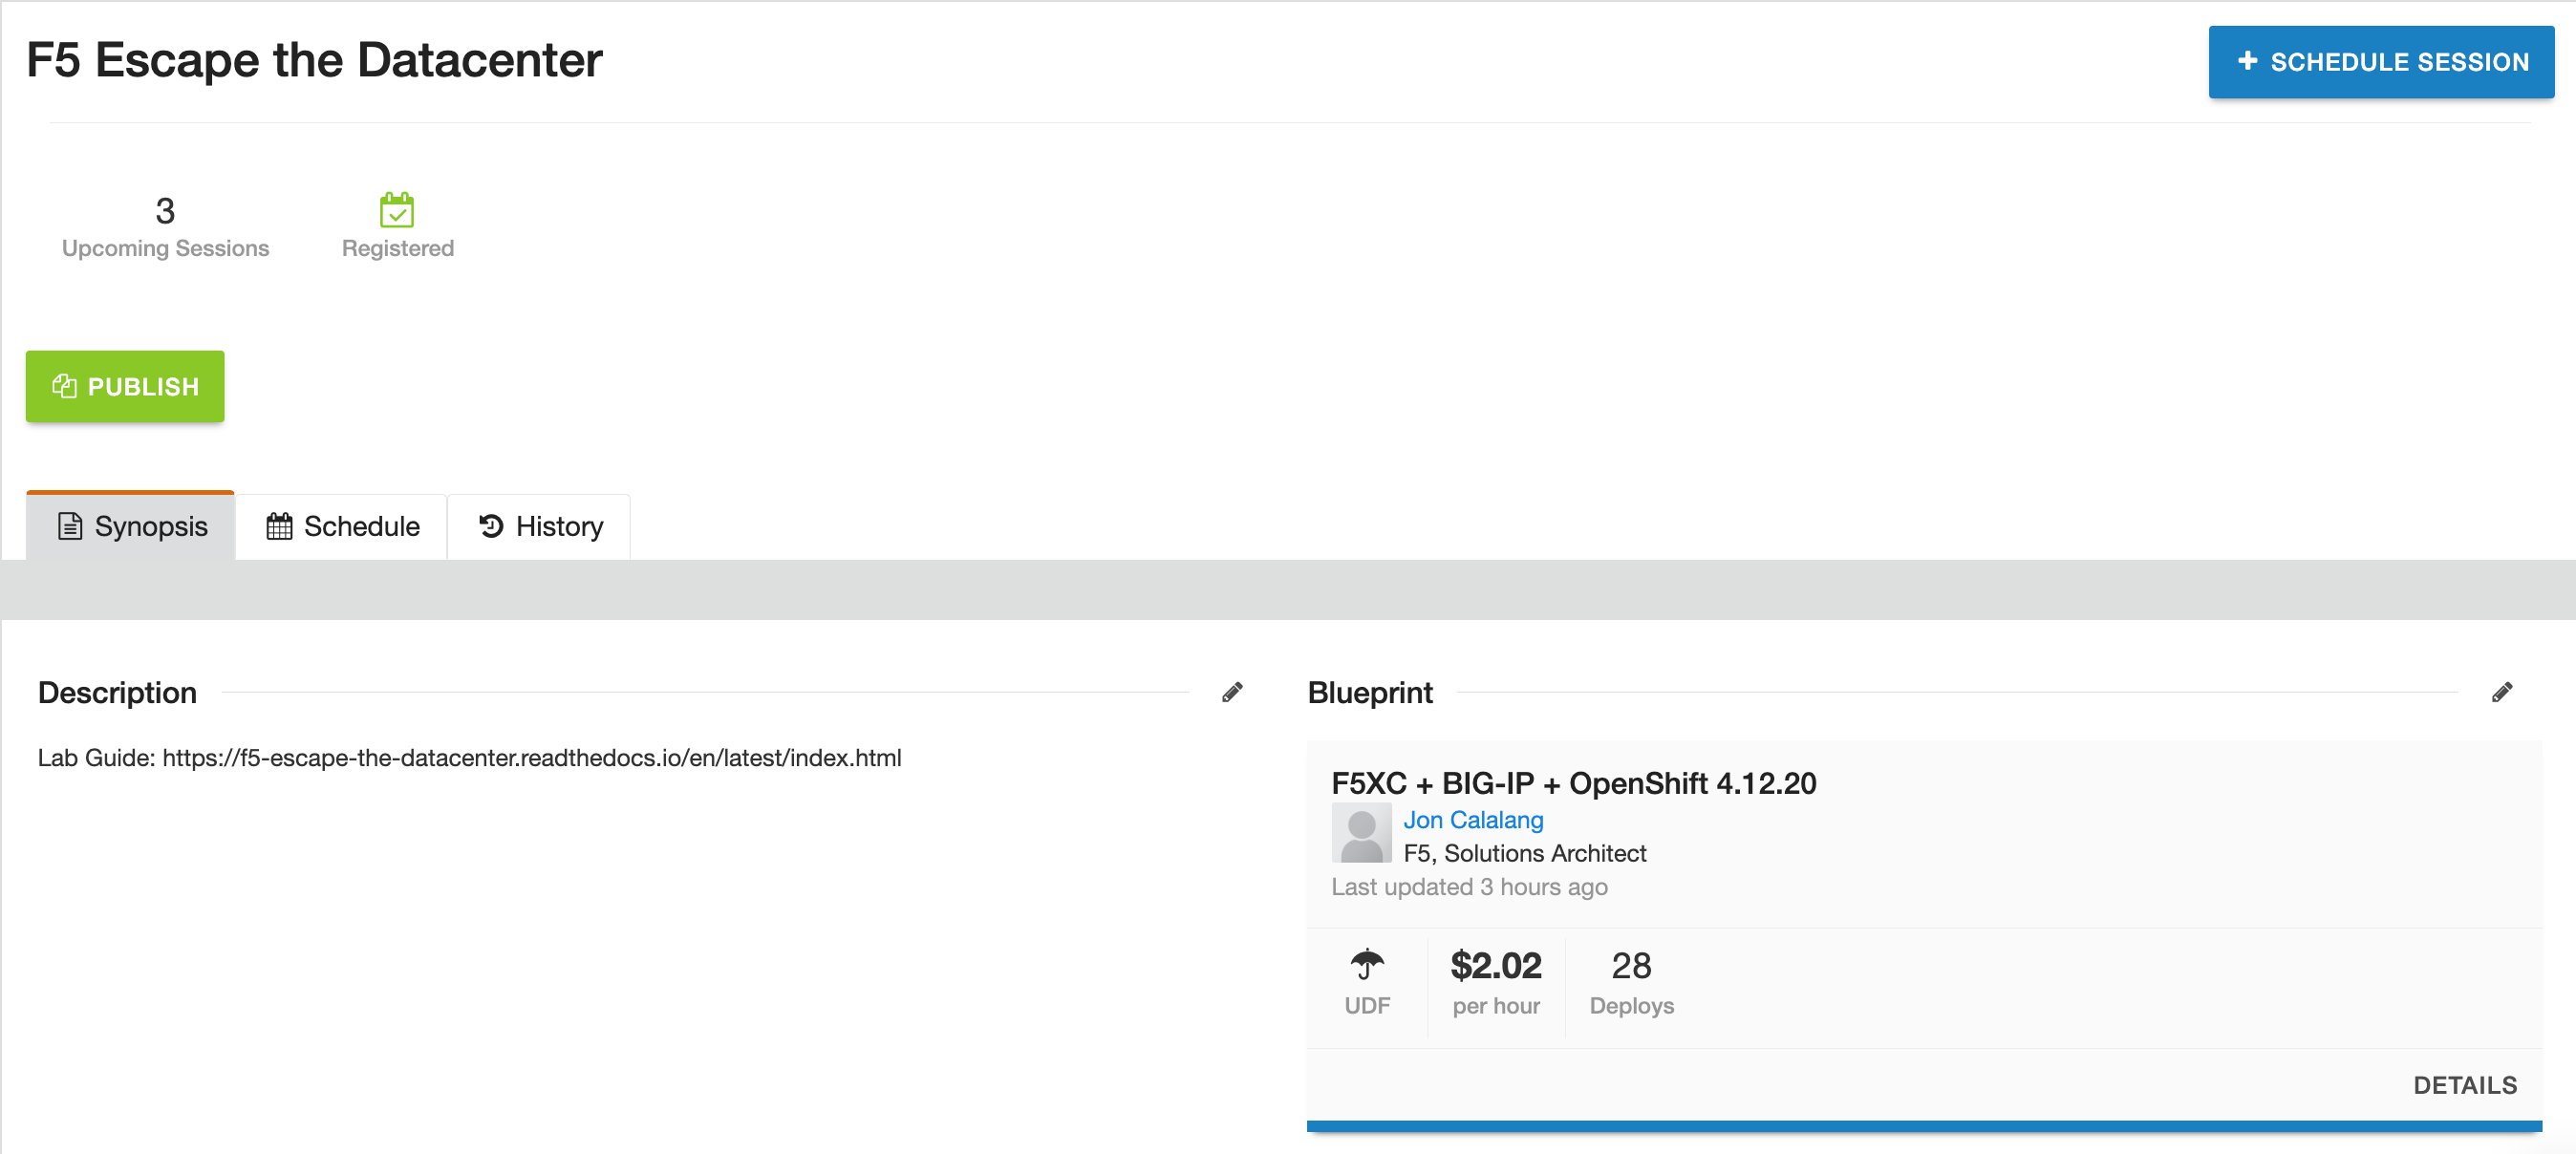 F5 Escape the Datacenter
SCHEDULE SESSION
3
Upcoming Sessions
Registered
PUBLISH
Synopsis
Schedule
History
Description
Lab Guide: https://f5-escape-the-datacenter.readthedocs.io/en/latest/index.html
Blueprint
F5XC + BIG-IP + OpenShift 4.12.20
Jon Calalang
F5, Solutions Architect
Last updated 3 hours ago
UDF
$2.02
per hour
28
Deploys
DETAILS